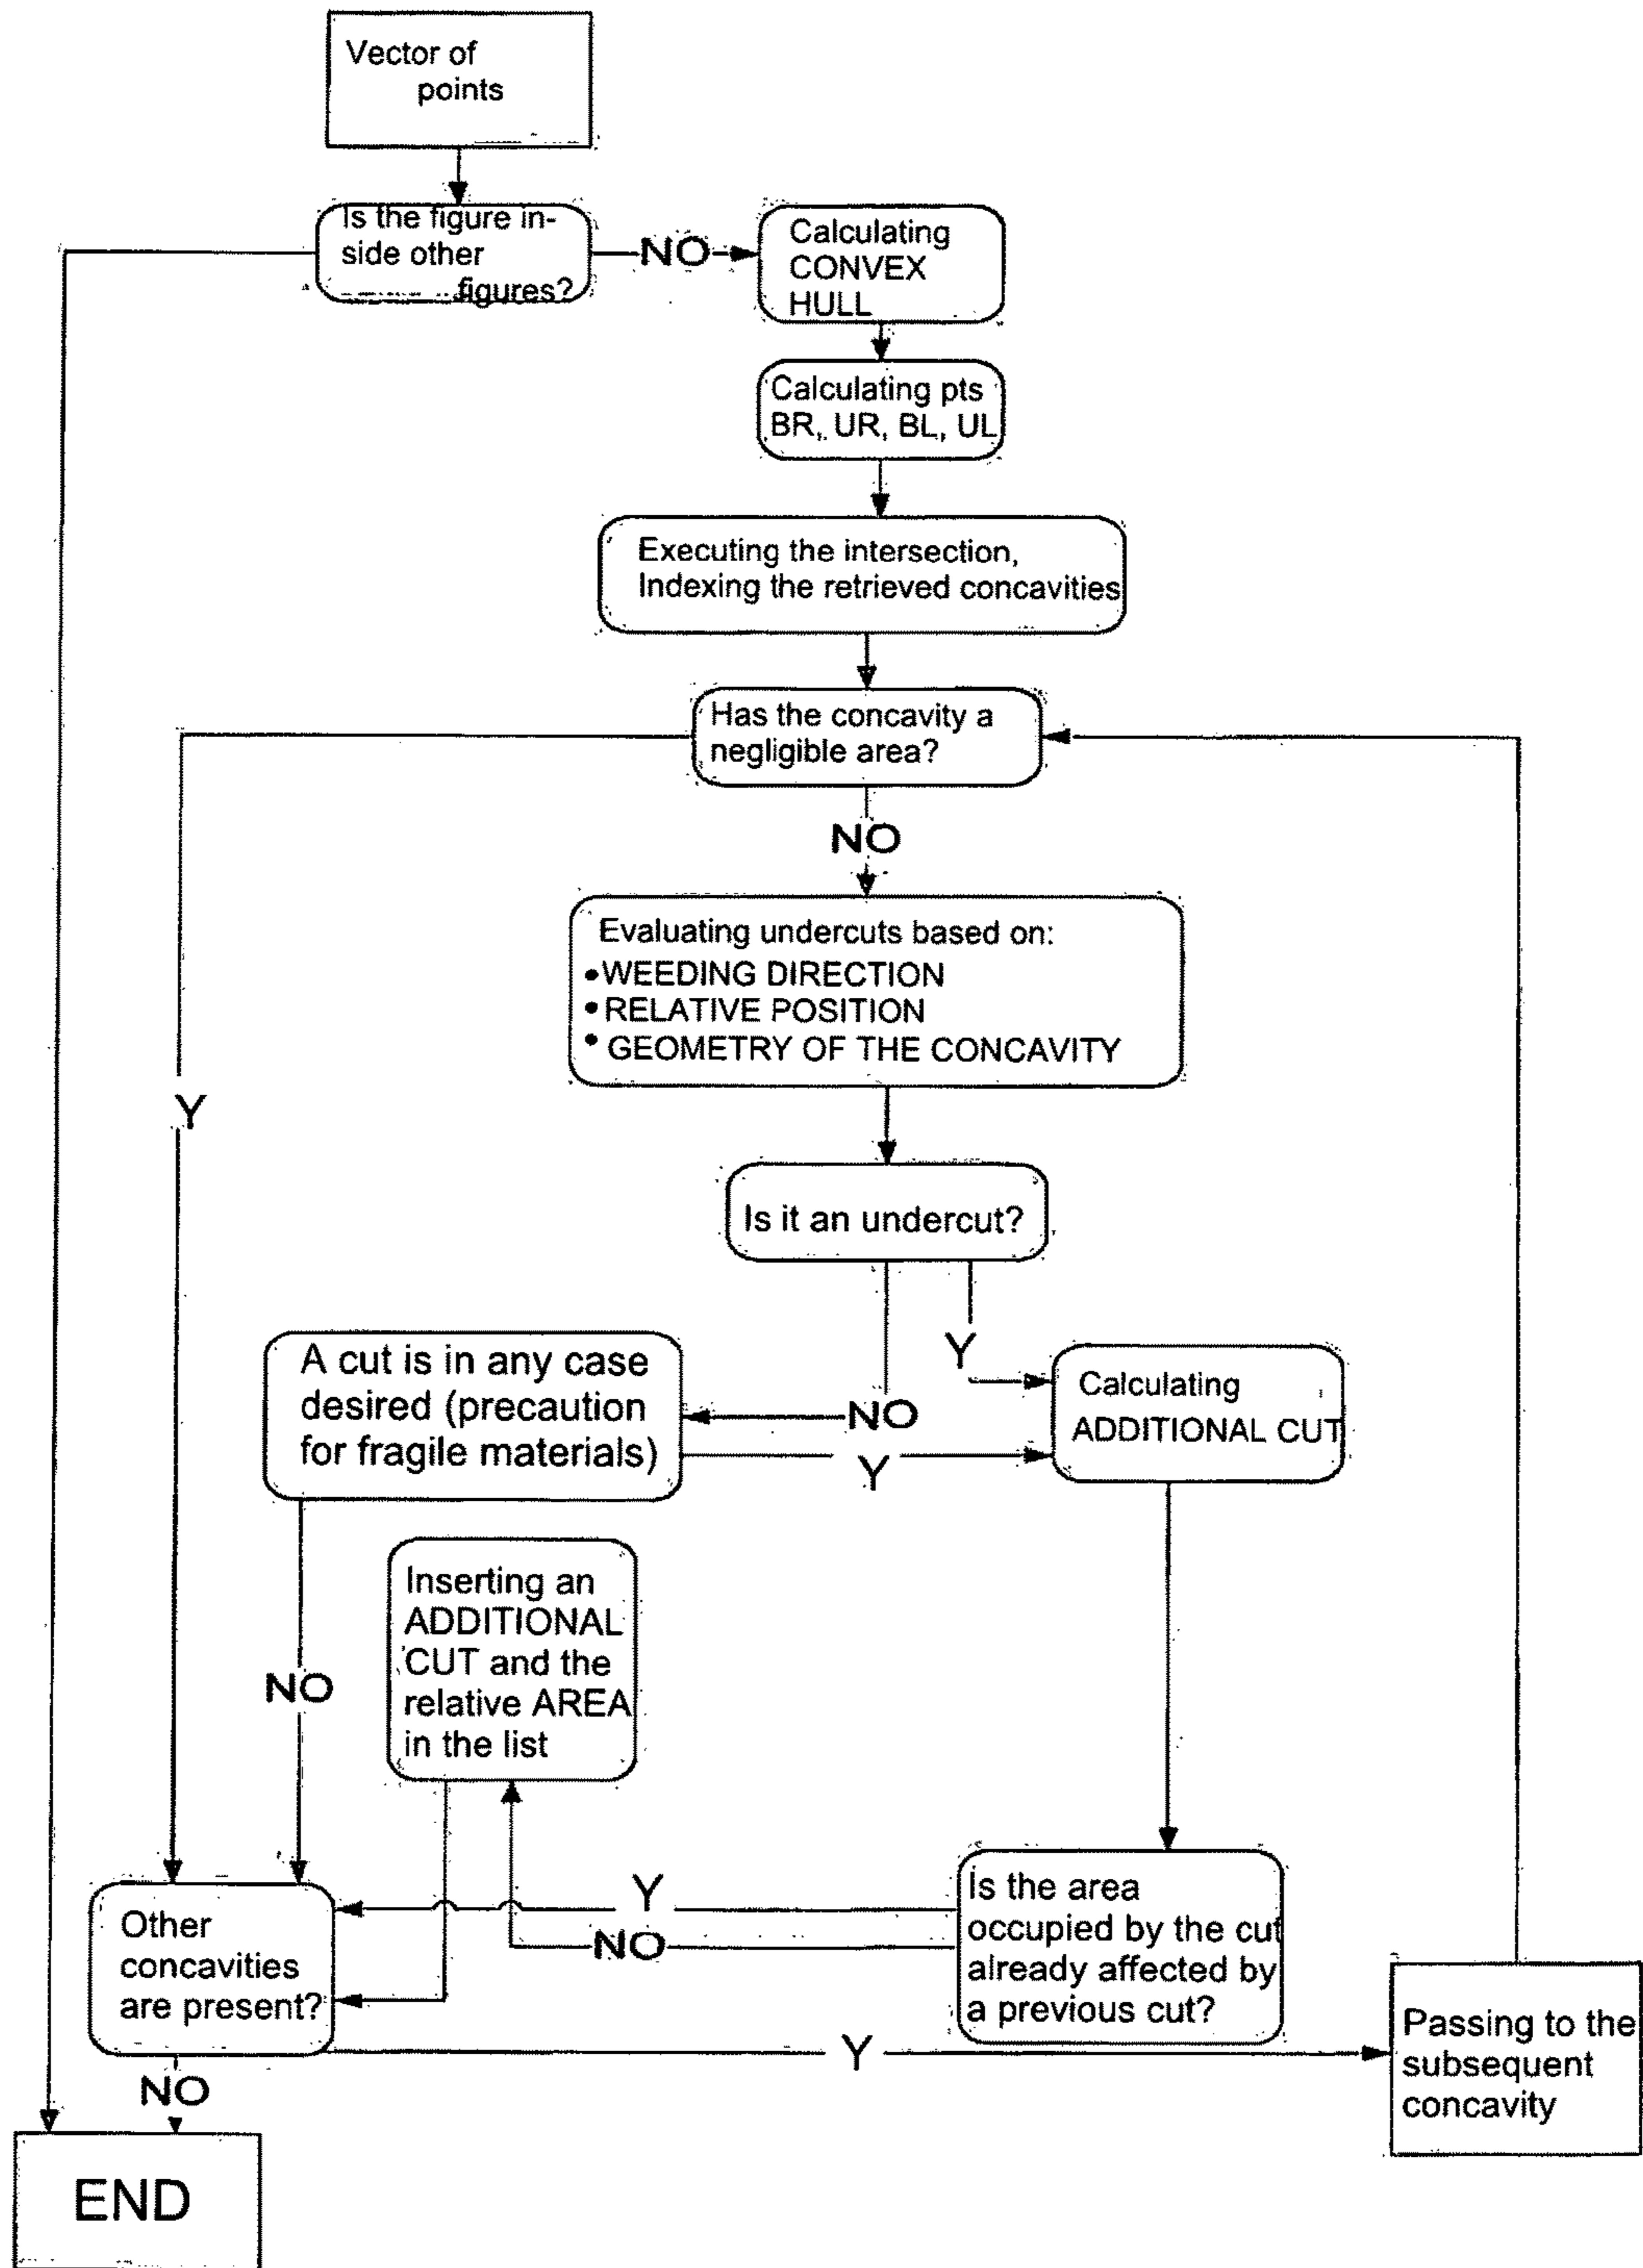 Vector of
points
Is the figure in-
side other
figures?
NO
Calculating
CONVEX
HULL
Calculating pts
BR, UR, BL, UL
Executing the intersection,
Indexing the retrieved concavities
Has the concavity a
negligible area?
NO
Evaluating undercuts based on:
•WEEDING DIRECTION
•RELATIVE POSITION
• GEOMETRY OF THE CONCAVITY
Y
Is it an undercut?
Y
NO
A cut is in any case
desired (precaution
for fragile materials)
Y
Calculating
ADDITIONAL CUT
Inserting an
ADDITIONAL
CUT and the
relative AREA
in the list
NO
Is the area
occupied by the cut
already affected by
a previous cut?
Y
NO
Other
concavities
are present?
Y
Passing to the
subsequent
concavity
NO
END